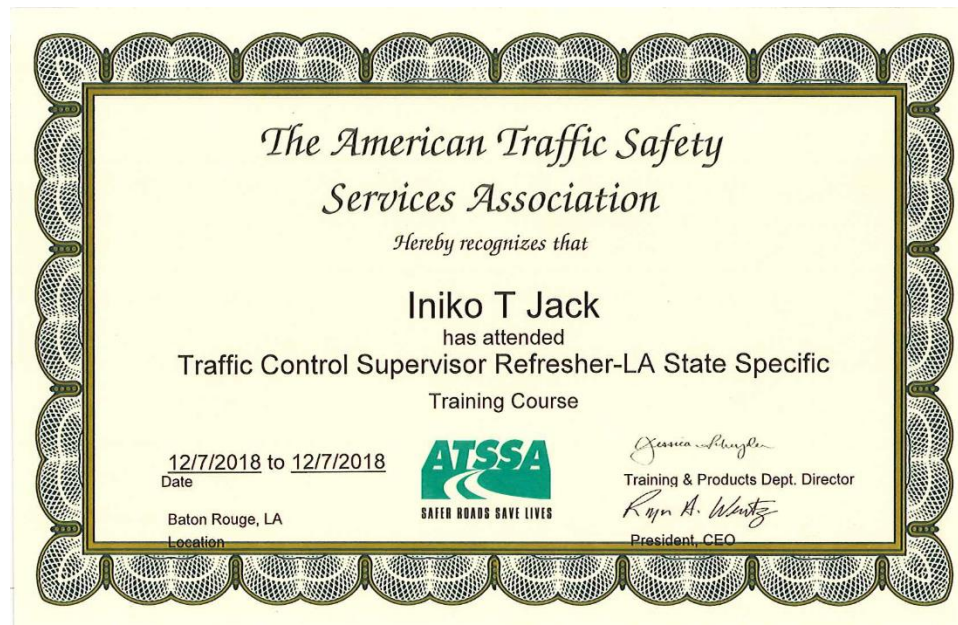 The American Traffic Safety
Services Association
Hereby recognizes that
Iniko T Jack
has attended
Traffic Control Supervisor Refresher-LA State Specific
Training Course
12/7/2018 to 12/7/2018
Date
Baton Rouge, LA
Location
ATSSA
SAFER ROADS SAVE LIVES
Jessica
Training & Products Dept. Director
A. Wentz
President, CEO